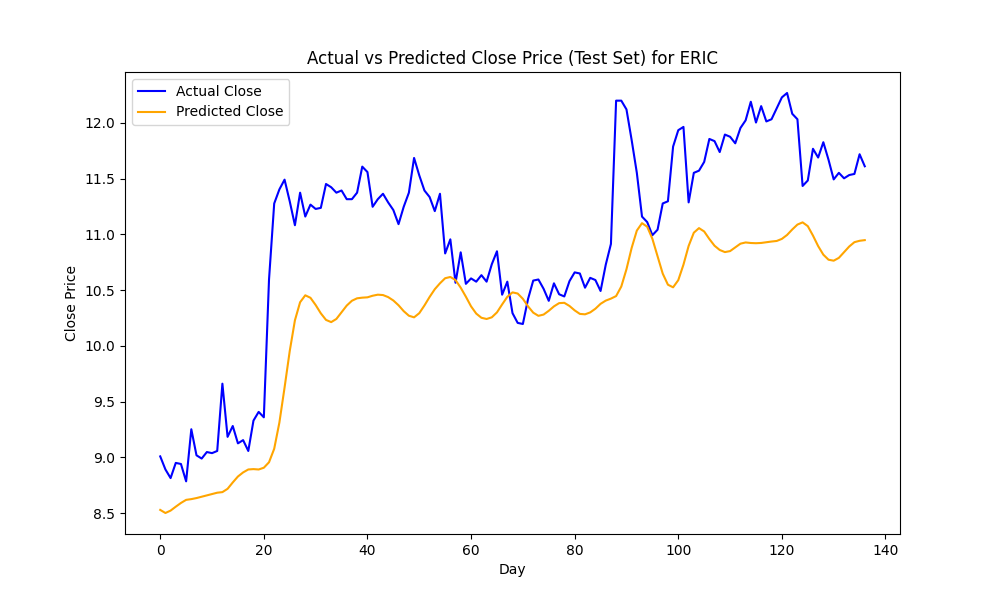 Actual vs Predicted Close Price (Test Set) for ERIC
Actual Close
Predicted Close
Close Price
12.0
11.5
11.0
10.5
10.0
9.5
9.0
8.5
0 20 40 60 80 100 120 140
Day